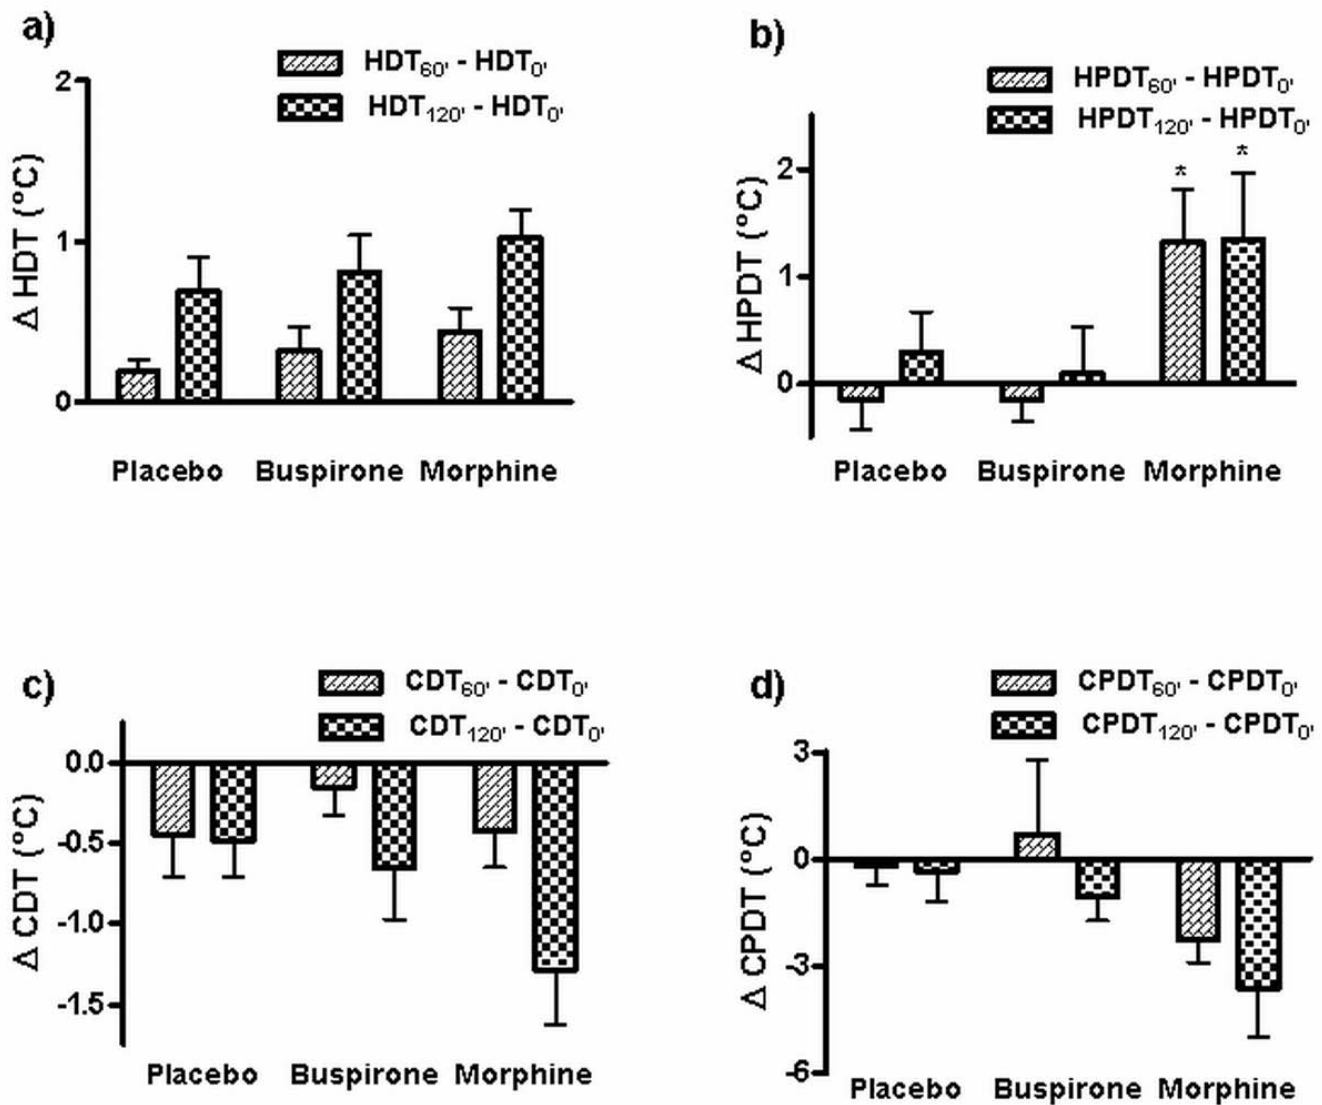 a)
HDT60' - HDT0'
HDT120' - HDT0'
2
1
0
Δ HDT (°C)
Placebo Buspirone Morphine
b)
HPDT60' - HPDT0'
HPDT120' - HPDT0'
* *
2
1
0
Δ HPDT (°C)
Placebo Buspirone Morphine
c)
CDT60' - CDT0'
CDT120' - CDT0'
0.0
-0.5
-1.0
-1.5
Δ CDT (°C)
Placebo Buspirone Morphine
d)
CPDT60' - CPDT0'
CPDT120' - CPDT0'
3
0
-3
-6
Δ CPDT (°C)
Placebo Buspirone Morphine